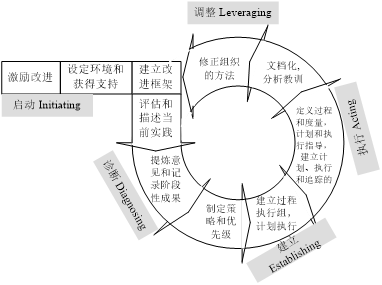 调整 Leveraging
激励改进
设定环境和
获得支持
建立改
进框架
启动 Initiating
评估和
描述当
前实践
诊断 Diagnosing
提炼意
见和记
录阶段
性成果
制定策
略和优
先级
建立 Establishing
建立过程
执行组,
计划执行
执行 Acting
定义过程
和度量,
计划和执
行指导,
建立计
划、执行
和追踪的
文档化,
分析教训
修正组织
的方法